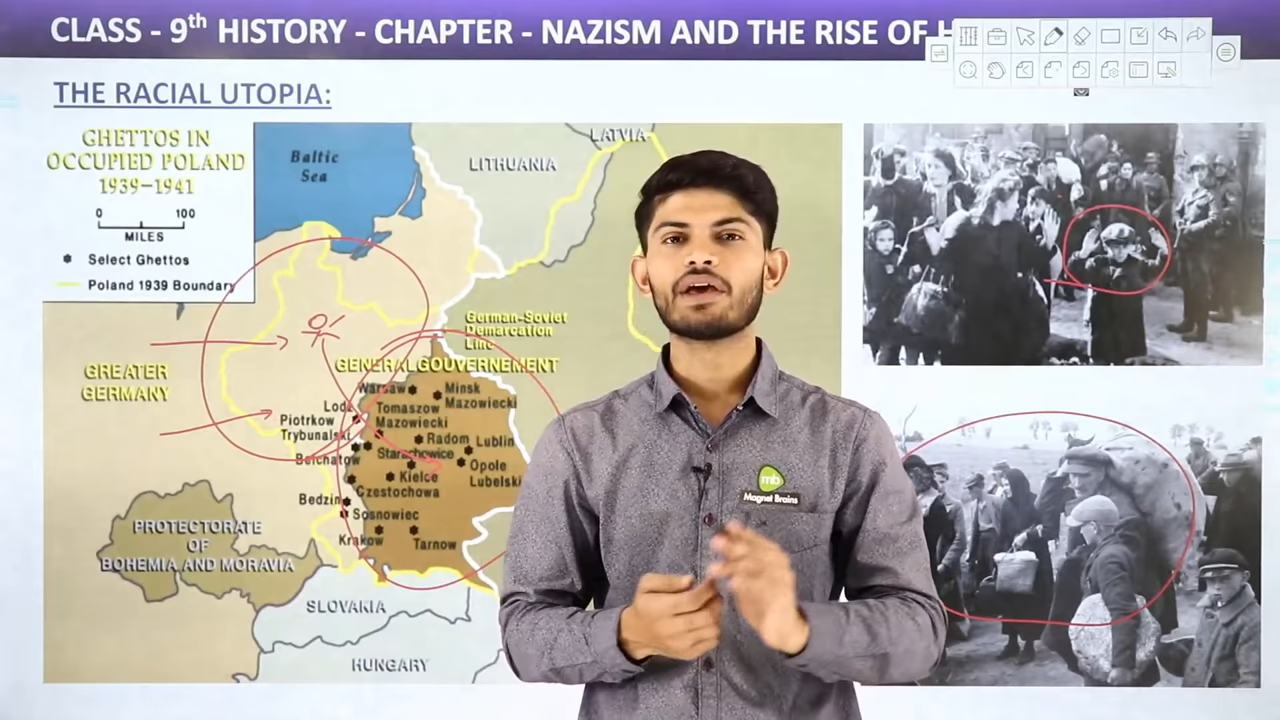 CLASS - 9th HISTORY - CHAPTER - NAZISM AND THE RISE OF
THE RACIAL UTOPIA:
GHETTOS IN
OCCUPIED POLAND
1939–1941
0 100
MILES
Select Ghettos
Poland 1939 Boundary
Baltic
Sea
LATVIA
LITHUANIA
German-Soviet
Demarcation
Line
GREATER
GERMANY
GENERAL GOUVERNEMENT
Warsaw
Minsk
Mazowiecki
Lodz
Tomaszow
Mazowiecki
Piotrkow
Trybunalski
Radom
Lublin
Belchatow
Starachowice
Opole
Lubelski
Kielce
Czestochowa
Bedzin
Sosnowiec
Krakow
Tarnow
PROTECTORATE
OF
BOHEMIA AND MORAVIA
SLOVAKIA
HUNGARY
mb
Magnet Brains